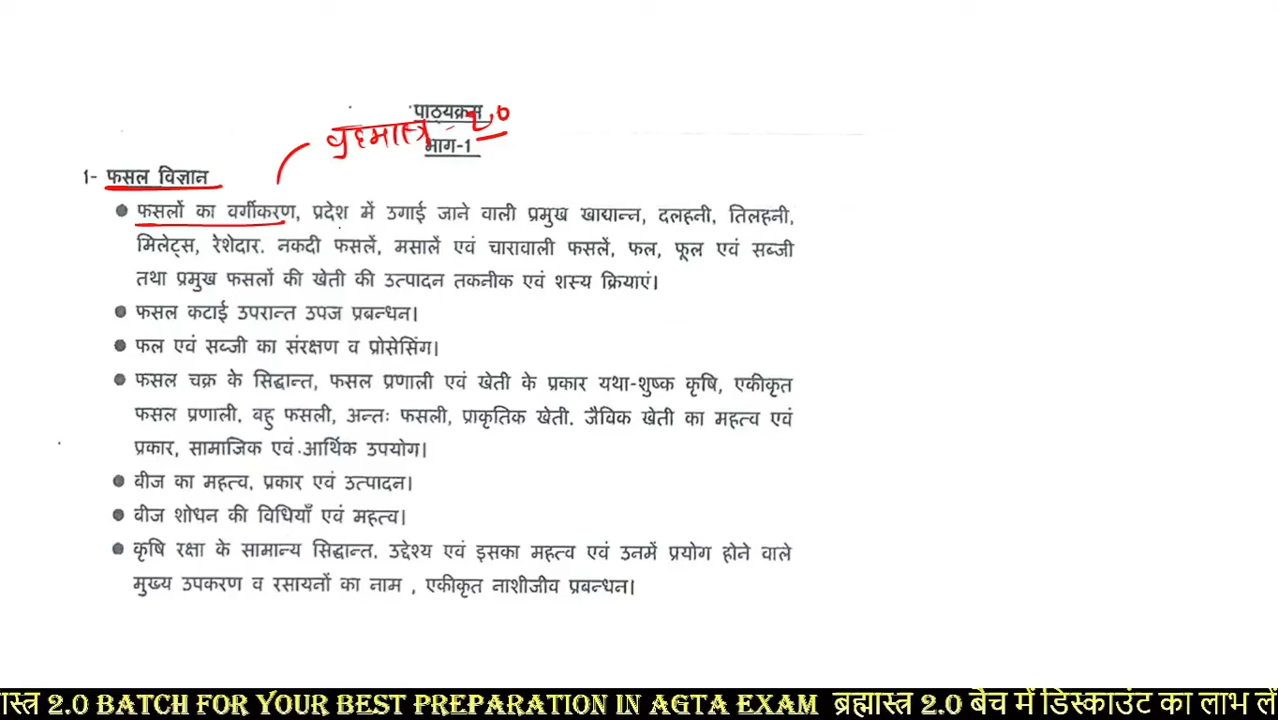 पाठ्यक्रम
ब्रह्मास्त्र - 2.0
भाग-1
1- फसल विज्ञान
● फसलों का वर्गीकरण, प्रदेश में उगाई जाने वाली प्रमुख खाद्यान्न, दलहनी, तिलहनी,
मिलेट्स, रेशेदार. नकदी फसलें, मसालें एवं चारावाली फसलें, फल, फूल एवं सब्जी
तथा प्रमुख फसलों की खेती की उत्पादन तकनीक एवं शस्य क्रियाएं।
● फसल कटाई उपरान्त उपज प्रबन्धन।
● फल एवं सब्जी का संरक्षण व प्रोसेसिंग।
● फसल चक्र के सिद्वान्त, फसल प्रणाली एवं खेती के प्रकार यथा-शुष्क कृषि, एकीकृत
फसल प्रणाली. बहु फसली, अन्तः फसली, प्राकृतिक खेती. जैविक खेती का महत्व एवं
प्रकार, सामाजिक एवं आर्थिक उपयोग।
● बीज का महत्व, प्रकार एवं उत्पादन।
● बीज शोधन की विधियाँ एवं महत्व।
● कृषि रक्षा के सामान्य सिद्वान्त. उद्देश्य एवं इसका महत्व एवं उनमें प्रयोग होने वाले
मुख्य उपकरण व रसायनों का नाम , एकीकृत नाशीजीव प्रबन्धन।
ास्त्र 2.0 BATCH FOR YOUR BEST PREPARATION IN AGTA EXAM ब्रह्मास्त्र 2.0 बेच में डिस्काउंट का लाभ लें